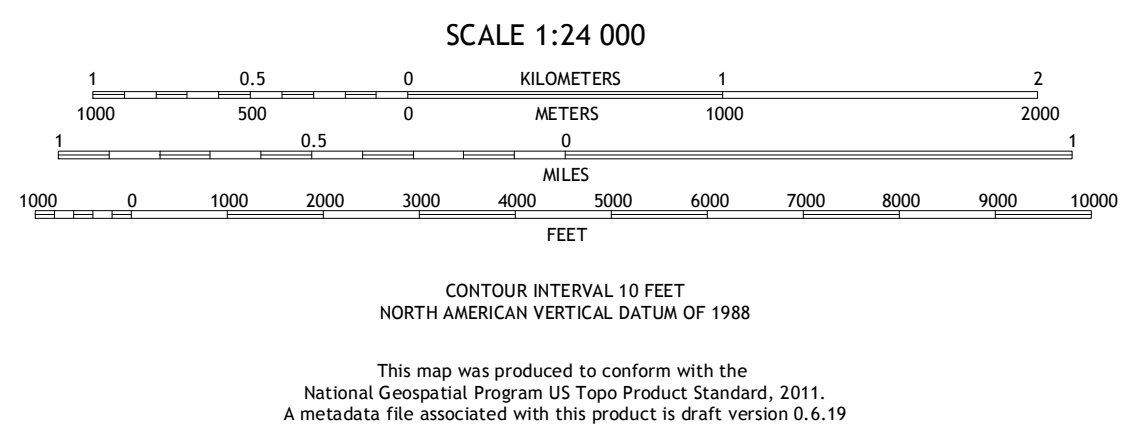 SCALE 1:24 000
1 0.5 0 KILOMETERS 1 2
1000 500 0 METERS 1000 2000
1 0.5 0 1
MILES
1000 0 1000 2000 3000 4000 5000 6000 7000 8000 9000 10000
FEET
CONTOUR INTERVAL 10 FEET
NORTH AMERICAN VERTICAL DATUM OF 1988
This map was produced to conform with the
National Geospatial Program US Topo Product Standard, 2011.
A metadata file associated with this product is draft version 0.6.19